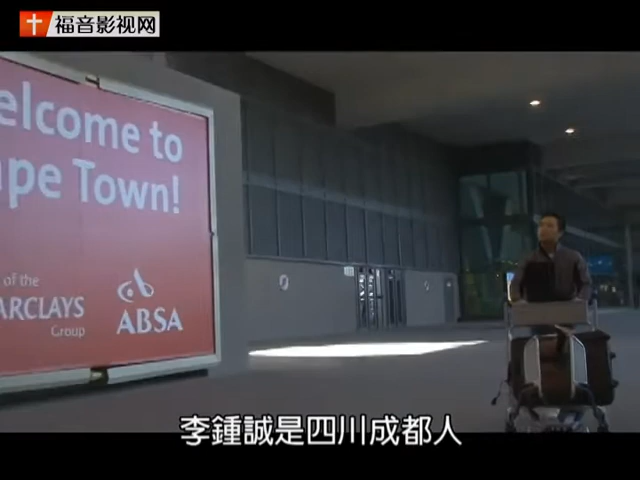 福音影视网
elcome to
ape Town!
of the
ARCLAYS
Group
ABSA
李鍾誠是四川成都人